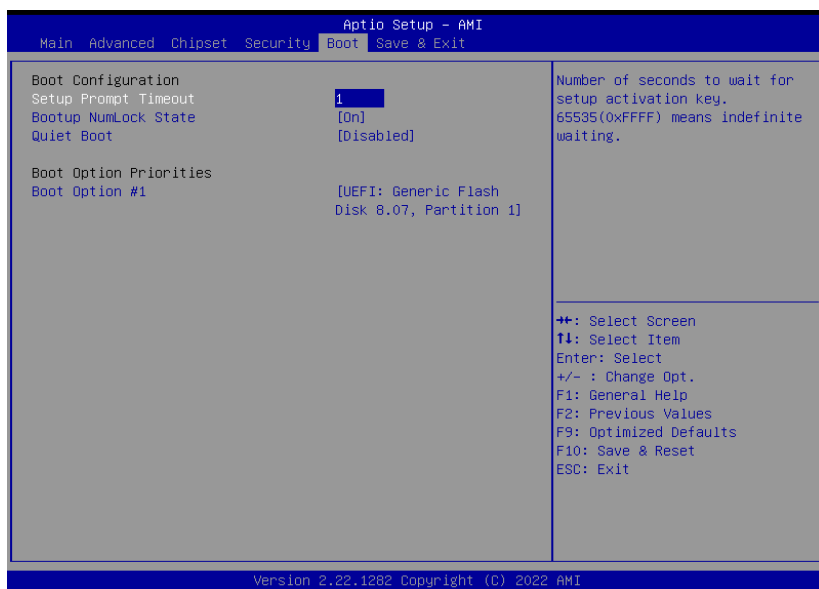 Aptio Setup – AMI
Main Advanced Chipset Security Boot Save & Exit
Boot Configuration
Setup Prompt Timeout 1
Bootup NumLock State [On]
Quiet Boot [Disabled]
Boot Option Priorities
Boot Option #1 [UEFI: Generic Flash
Disk 8.07, Partition 1]
Number of seconds to wait for
setup activation key.
65535(0xFFFF) means indefinite
waiting.
→←: Select Screen
↑↓: Select Item
Enter: Select
+/- : Change Opt.
F1: General Help
F2: Previous Values
F9: Optimized Defaults
F10: Save & Reset
ESC: Exit
Version 2.22.1282 Copyright (C) 2022 AMI